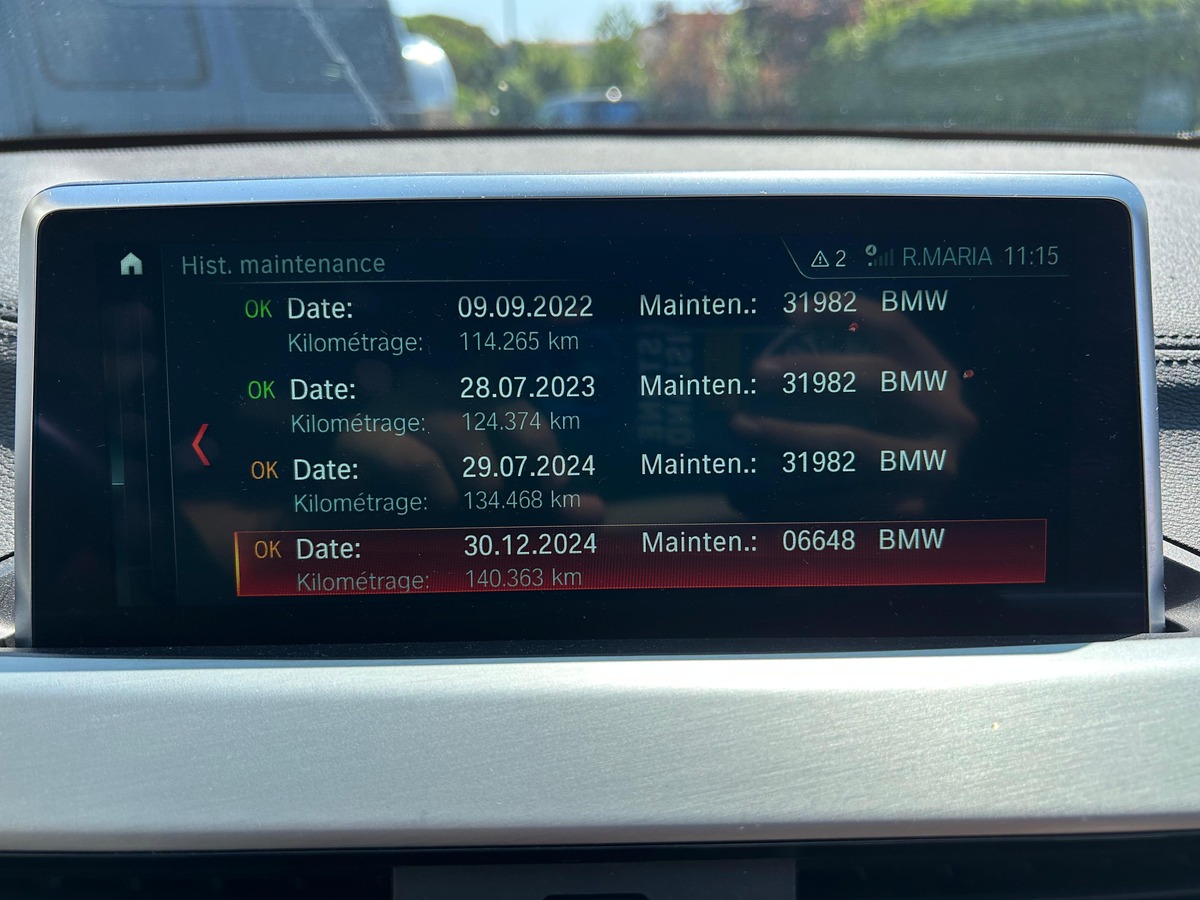 Hist. maintenance 2 R.MARIA 11:15
OK Date: 09.09.2022 Mainten.: 31982 BMW
Kilométrage: 114.265 km
OK Date: 28.07.2023 Mainten.: 31982 BMW
Kilométrage: 124.374 km
OK Date: 29.07.2024 Mainten.: 31982 BMW
Kilométrage: 134.468 km
OK Date: 30.12.2024 Mainten.: 06648 BMW
Kilométrage: 140.363 km